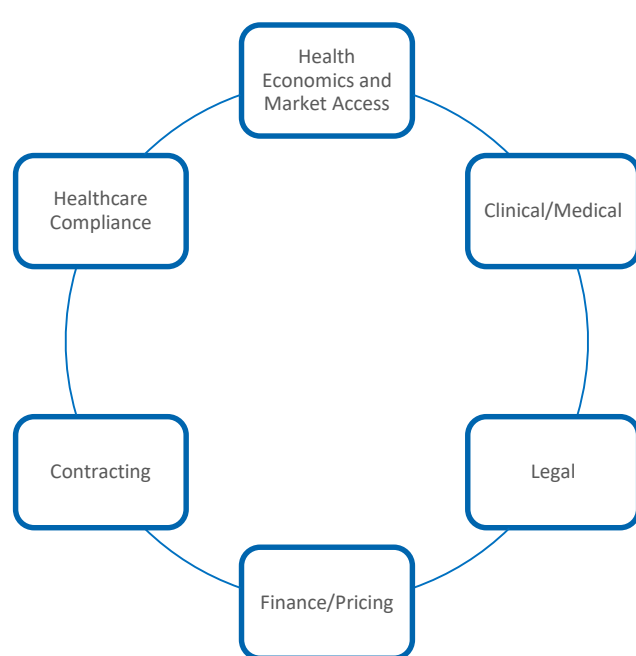 Health
Economics and
Market Access
Healthcare
Compliance
Clinical/Medical
Contracting
Legal
Finance/Pricing